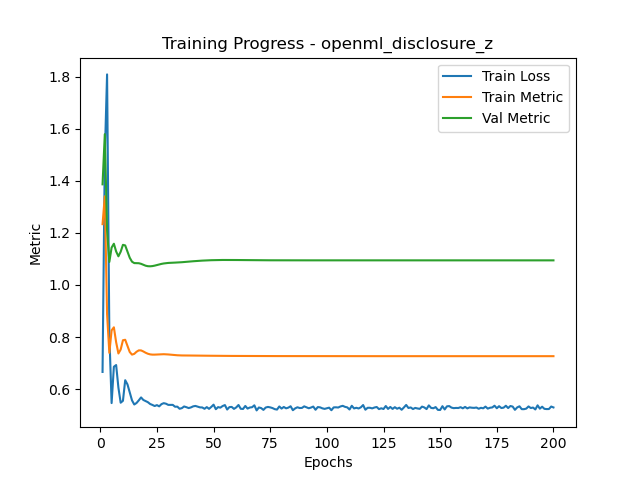 Training Progress - openml_disclosure_z
Train Loss
Train Metric
Val Metric
1.8
1.6
1.4
1.2
1.0
0.8
0.6
Metric
0 25 50 75 100 125 150 175 200
Epochs